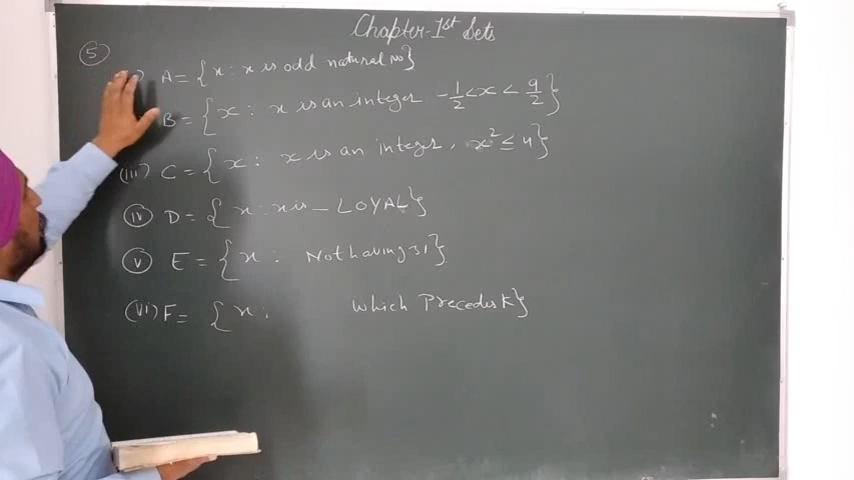 Chapter-1st Sets
5
A = {x : x is odd natural No}
B = {x : x is an integer -1/2 < x < 9/2}
(iii) C = {x : x is an integer, x² ≤ 4}
(iv) D = {x : x is _ LOYAL}
(v) E = {x : Not having 31}
(vi) F = {x : which Precedes K}